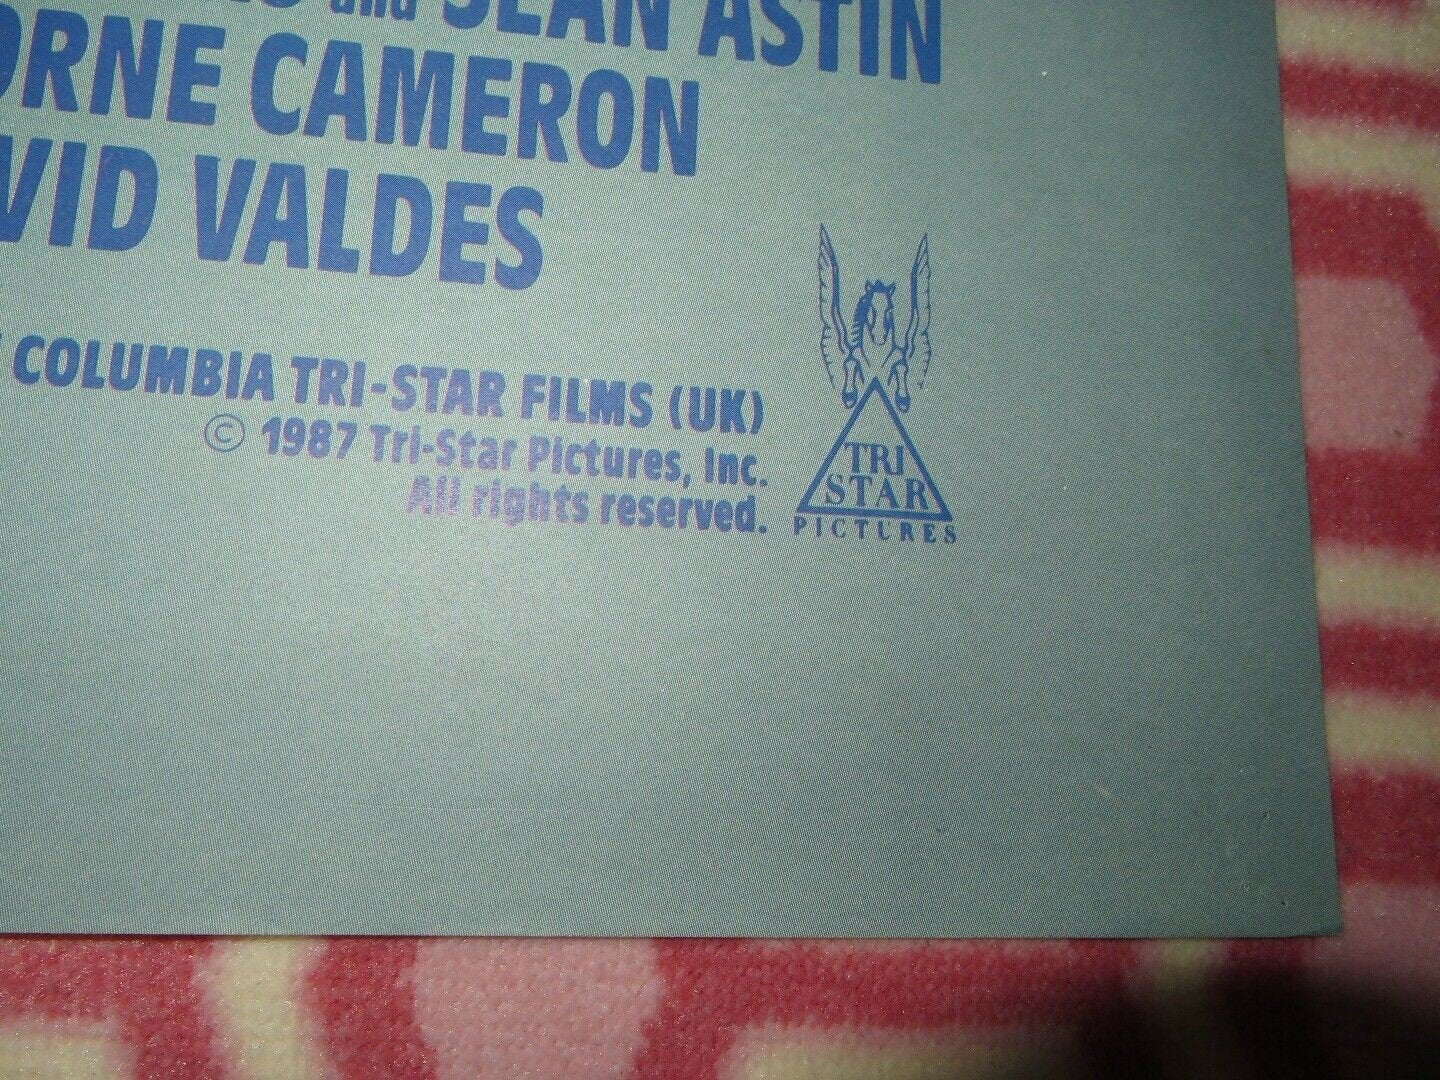 and SEAN ASTIN
ORNE CAMERON
VID VALDES
COLUMBIA TRI-STAR FILMS (UK)
© 1987 Tri-Star Pictures, Inc.
All rights reserved.
TRI
STAR
PICTURES